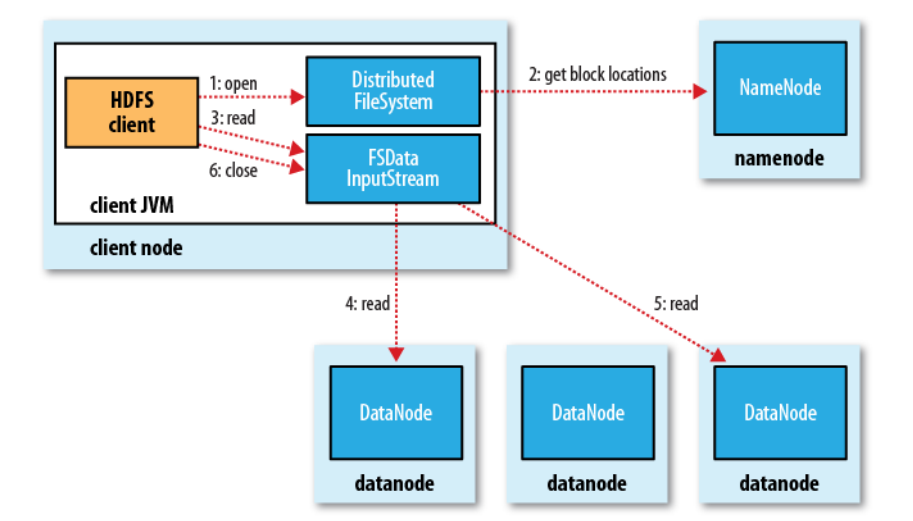 HDFS
client
1: open
3: read
6: close
Distributed
FileSystem
FSData
InputStream
client JVM
client node
2: get block locations
NameNode
namenode
4: read
5: read
DataNode
datanode
DataNode
datanode
DataNode
datanode